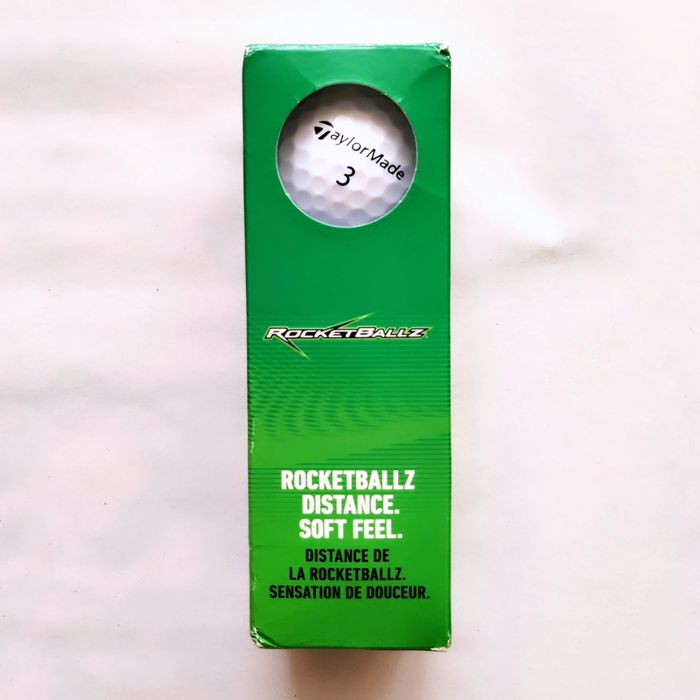 TaylorMade
3
ROCKETBALLZ
ROCKETBALLZ
DISTANCE.
SOFT FEEL.
DISTANCE DE
LA ROCKETBALLZ.
SENSATION DE DOUCEUR.